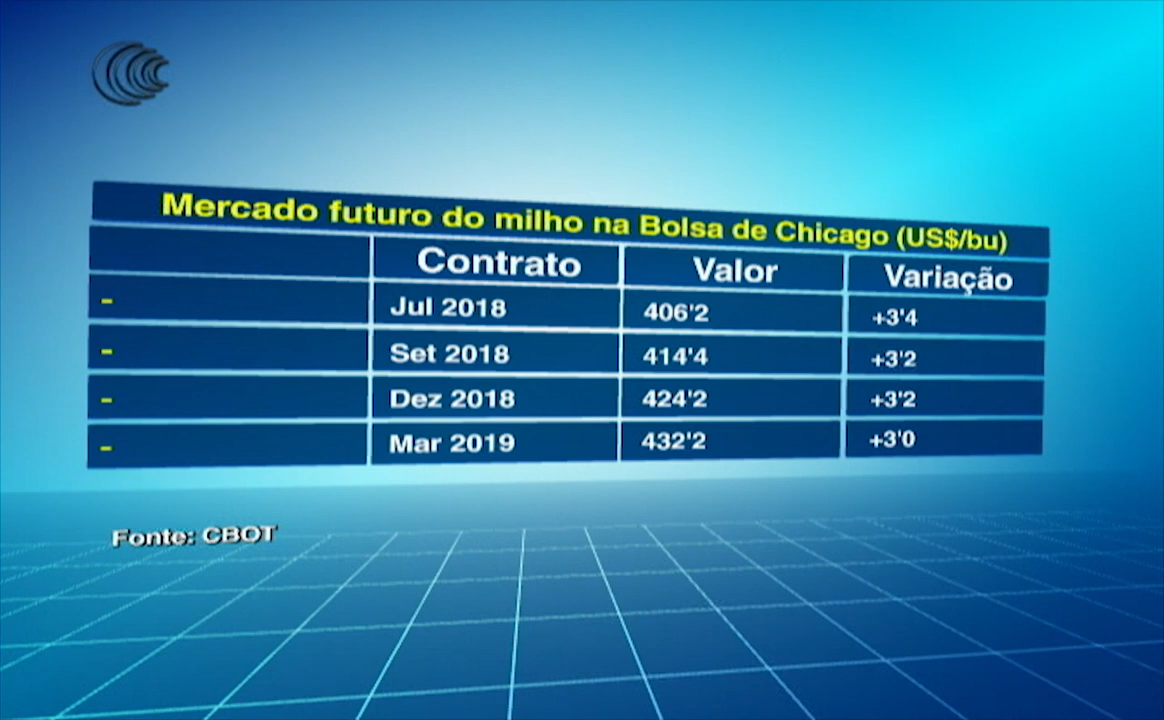 Mercado futuro do milho na Bolsa de Chicago (US$/bu)
Contrato Valor Variação
- Jul 2018 406'2 +3'4
- Set 2018 414'4 +3'2
- Dez 2018 424'2 +3'2
- Mar 2019 432'2 +3'0
Fonte: CBOT